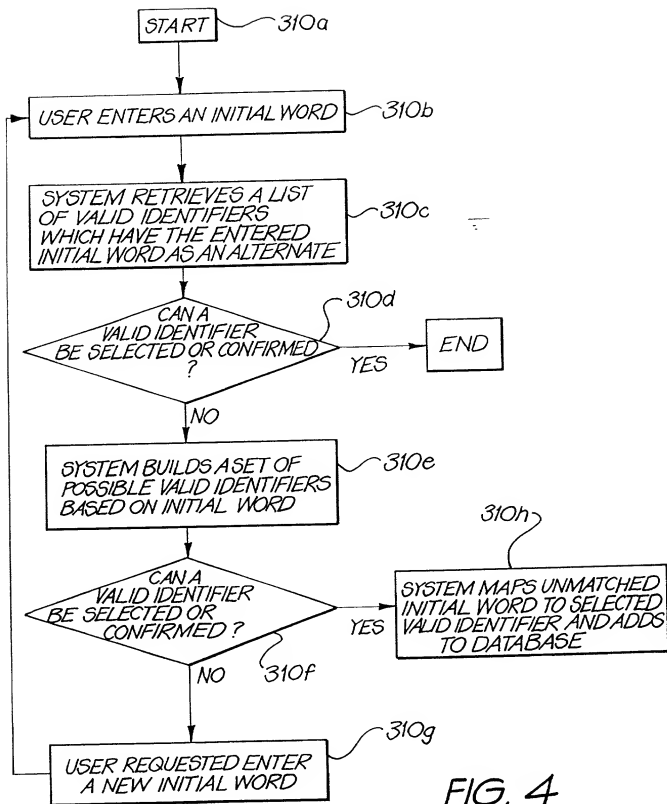 START
310a
USER ENTERS AN INITIAL WORD
310b
SYSTEM RETRIEVES A LIST
OF VALID IDENTIFIERS
WHICH HAVE THE ENTERED
INITIAL WORD AS AN ALTERNATE
310c
CAN A
VALID IDENTIFIER
BE SELECTED OR CONFIRMED
?
310d
YES
END
NO
SYSTEM BUILDS A SET OF
POSSIBLE VALID IDENTIFIERS
BASED ON INITIAL WORD
310e
CAN A
VALID IDENTIFIER
BE SELECTED OR
CONFIRMED ?
310f
YES
310h
SYSTEM MAPS UNMATCHED
INITIAL WORD TO SELECTED
VALID IDENTIFIER AND ADDS
TO DATABASE
NO
USER REQUESTED ENTER
A NEW INITIAL WORD
310g
FIG. 4